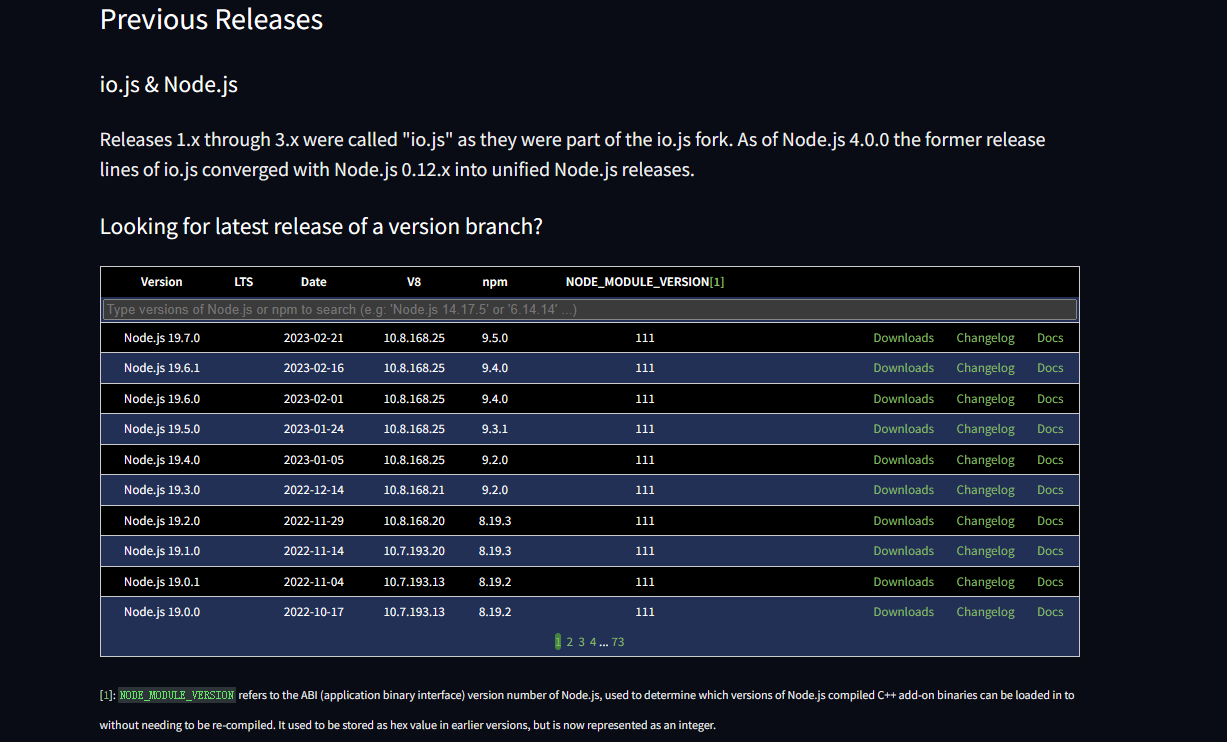 Previous Releases
io.js & Node.js
Releases 1.x through 3.x were called "io.js" as they were part of the io.js fork. As of Node.js 4.0.0 the former release
lines of io.js converged with Node.js 0.12.x into unified Node.js releases.
Looking for latest release of a version branch?
Version LTS Date V8 npm NODE_MODULE_VERSION[1]
Type versions of Node.js or npm to search (e.g: 'Node.js 14.17.5' or '6.14.14' ...)
Node.js 19.7.0 2023-02-21 10.8.168.25 9.5.0 111 Downloads Changelog Docs
Node.js 19.6.1 2023-02-16 10.8.168.25 9.4.0 111 Downloads Changelog Docs
Node.js 19.6.0 2023-02-01 10.8.168.25 9.4.0 111 Downloads Changelog Docs
Node.js 19.5.0 2023-01-24 10.8.168.25 9.3.1 111 Downloads Changelog Docs
Node.js 19.4.0 2023-01-05 10.8.168.25 9.2.0 111 Downloads Changelog Docs
Node.js 19.3.0 2022-12-14 10.8.168.21 9.2.0 111 Downloads Changelog Docs
Node.js 19.2.0 2022-11-29 10.8.168.20 8.19.3 111 Downloads Changelog Docs
Node.js 19.1.0 2022-11-14 10.7.193.20 8.19.3 111 Downloads Changelog Docs
Node.js 19.0.1 2022-11-04 10.7.193.13 8.19.2 111 Downloads Changelog Docs
Node.js 19.0.0 2022-10-17 10.7.193.13 8.19.2 111 Downloads Changelog Docs
1 2 3 4 ... 73
[1]: NODE_MODULE_VERSION refers to the ABI (application binary interface) version number of Node.js, used to determine which versions of Node.js compiled C++ add-on binaries can be loaded in to
without needing to be re-compiled. It used to be stored as hex value in earlier versions, but is now represented as an integer.